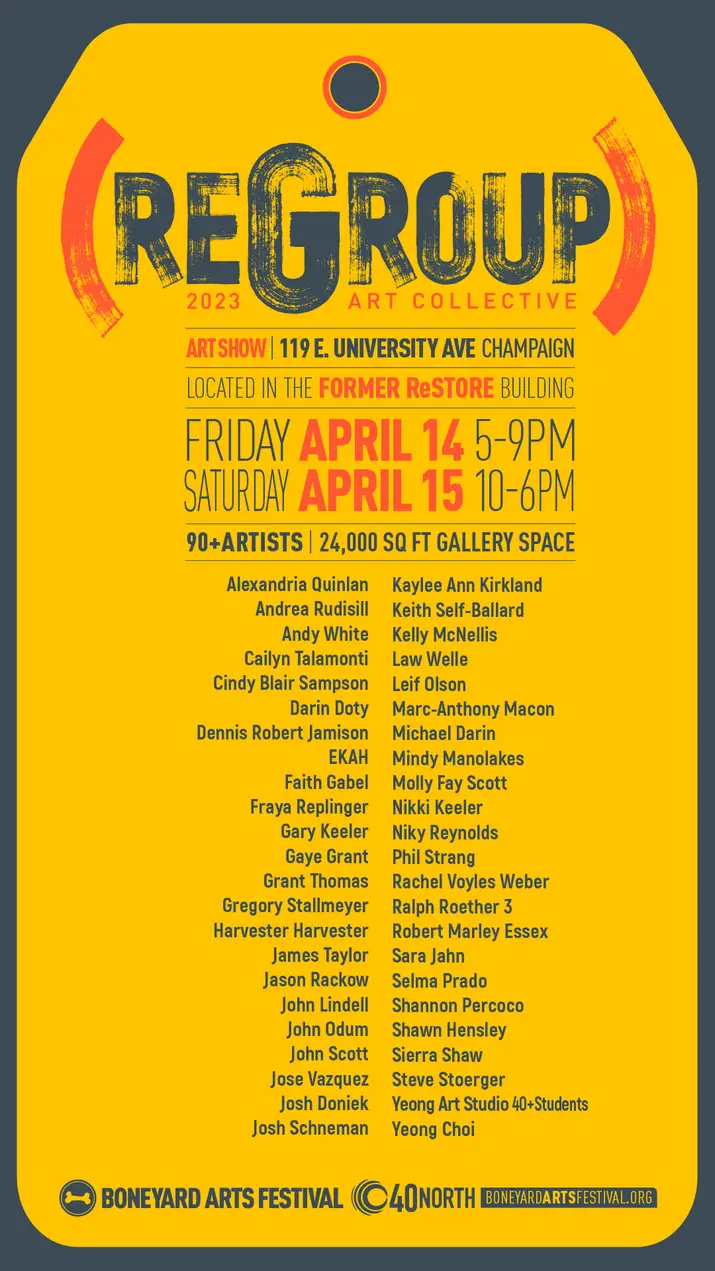 (REGROUP)
2023 ART COLLECTIVE
ART SHOW | 119 E. UNIVERSITY AVE CHAMPAIGN
LOCATED IN THE FORMER ReSTORE BUILDING
FRIDAY APRIL 14 5-9PM
SATURDAY APRIL 15 10-6PM
90+ARTISTS | 24,000 SQ FT GALLERY SPACE
Alexandria Quinlan
Andrea Rudisill
Andy White
Cailyn Talamonti
Cindy Blair Sampson
Darin Doty
Dennis Robert Jamison
EKAH
Faith Gabel
Fraya Replinger
Gary Keeler
Gaye Grant
Grant Thomas
Gregory Stallmeyer
Harvester Harvester
James Taylor
Jason Rackow
John Lindell
John Odum
John Scott
Jose Vazquez
Josh Doniek
Josh Schneman
Kaylee Ann Kirkland
Keith Self-Ballard
Kelly McNellis
Law Welle
Leif Olson
Marc-Anthony Macon
Michael Darin
Mindy Manolakes
Molly Fay Scott
Nikki Keeler
Niky Reynolds
Phil Strang
Rachel Voyles Weber
Ralph Roether 3
Robert Marley Essex
Sara Jahn
Selma Prado
Shannon Percoco
Shawn Hensley
Sierra Shaw
Steve Stoerger
Yeong Art Studio 40+Students
Yeong Choi
BONEYARD ARTS FESTIVAL 40NORTH BONEYARDARTSFESTIVAL.ORG